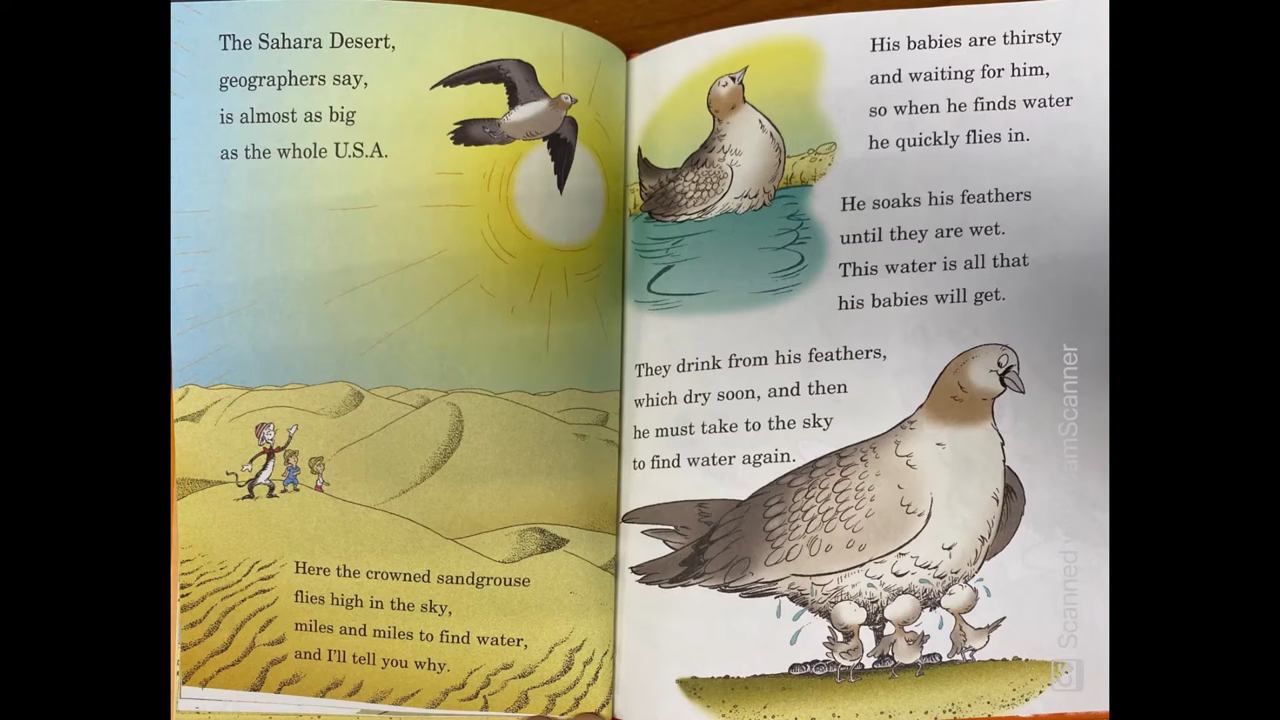 The Sahara Desert,
geographers say,
is almost as big
as the whole U.S.A.
Here the crowned sandgrouse
flies high in the sky,
miles and miles to find water,
and I'll tell you why.
His babies are thirsty
and waiting for him,
so when he finds water
he quickly flies in.
He soaks his feathers
until they are wet.
This water is all that
his babies will get.
They drink from his feathers,
which dry soon, and then
he must take to the sky
to find water again.
CS Scanned w amScanner